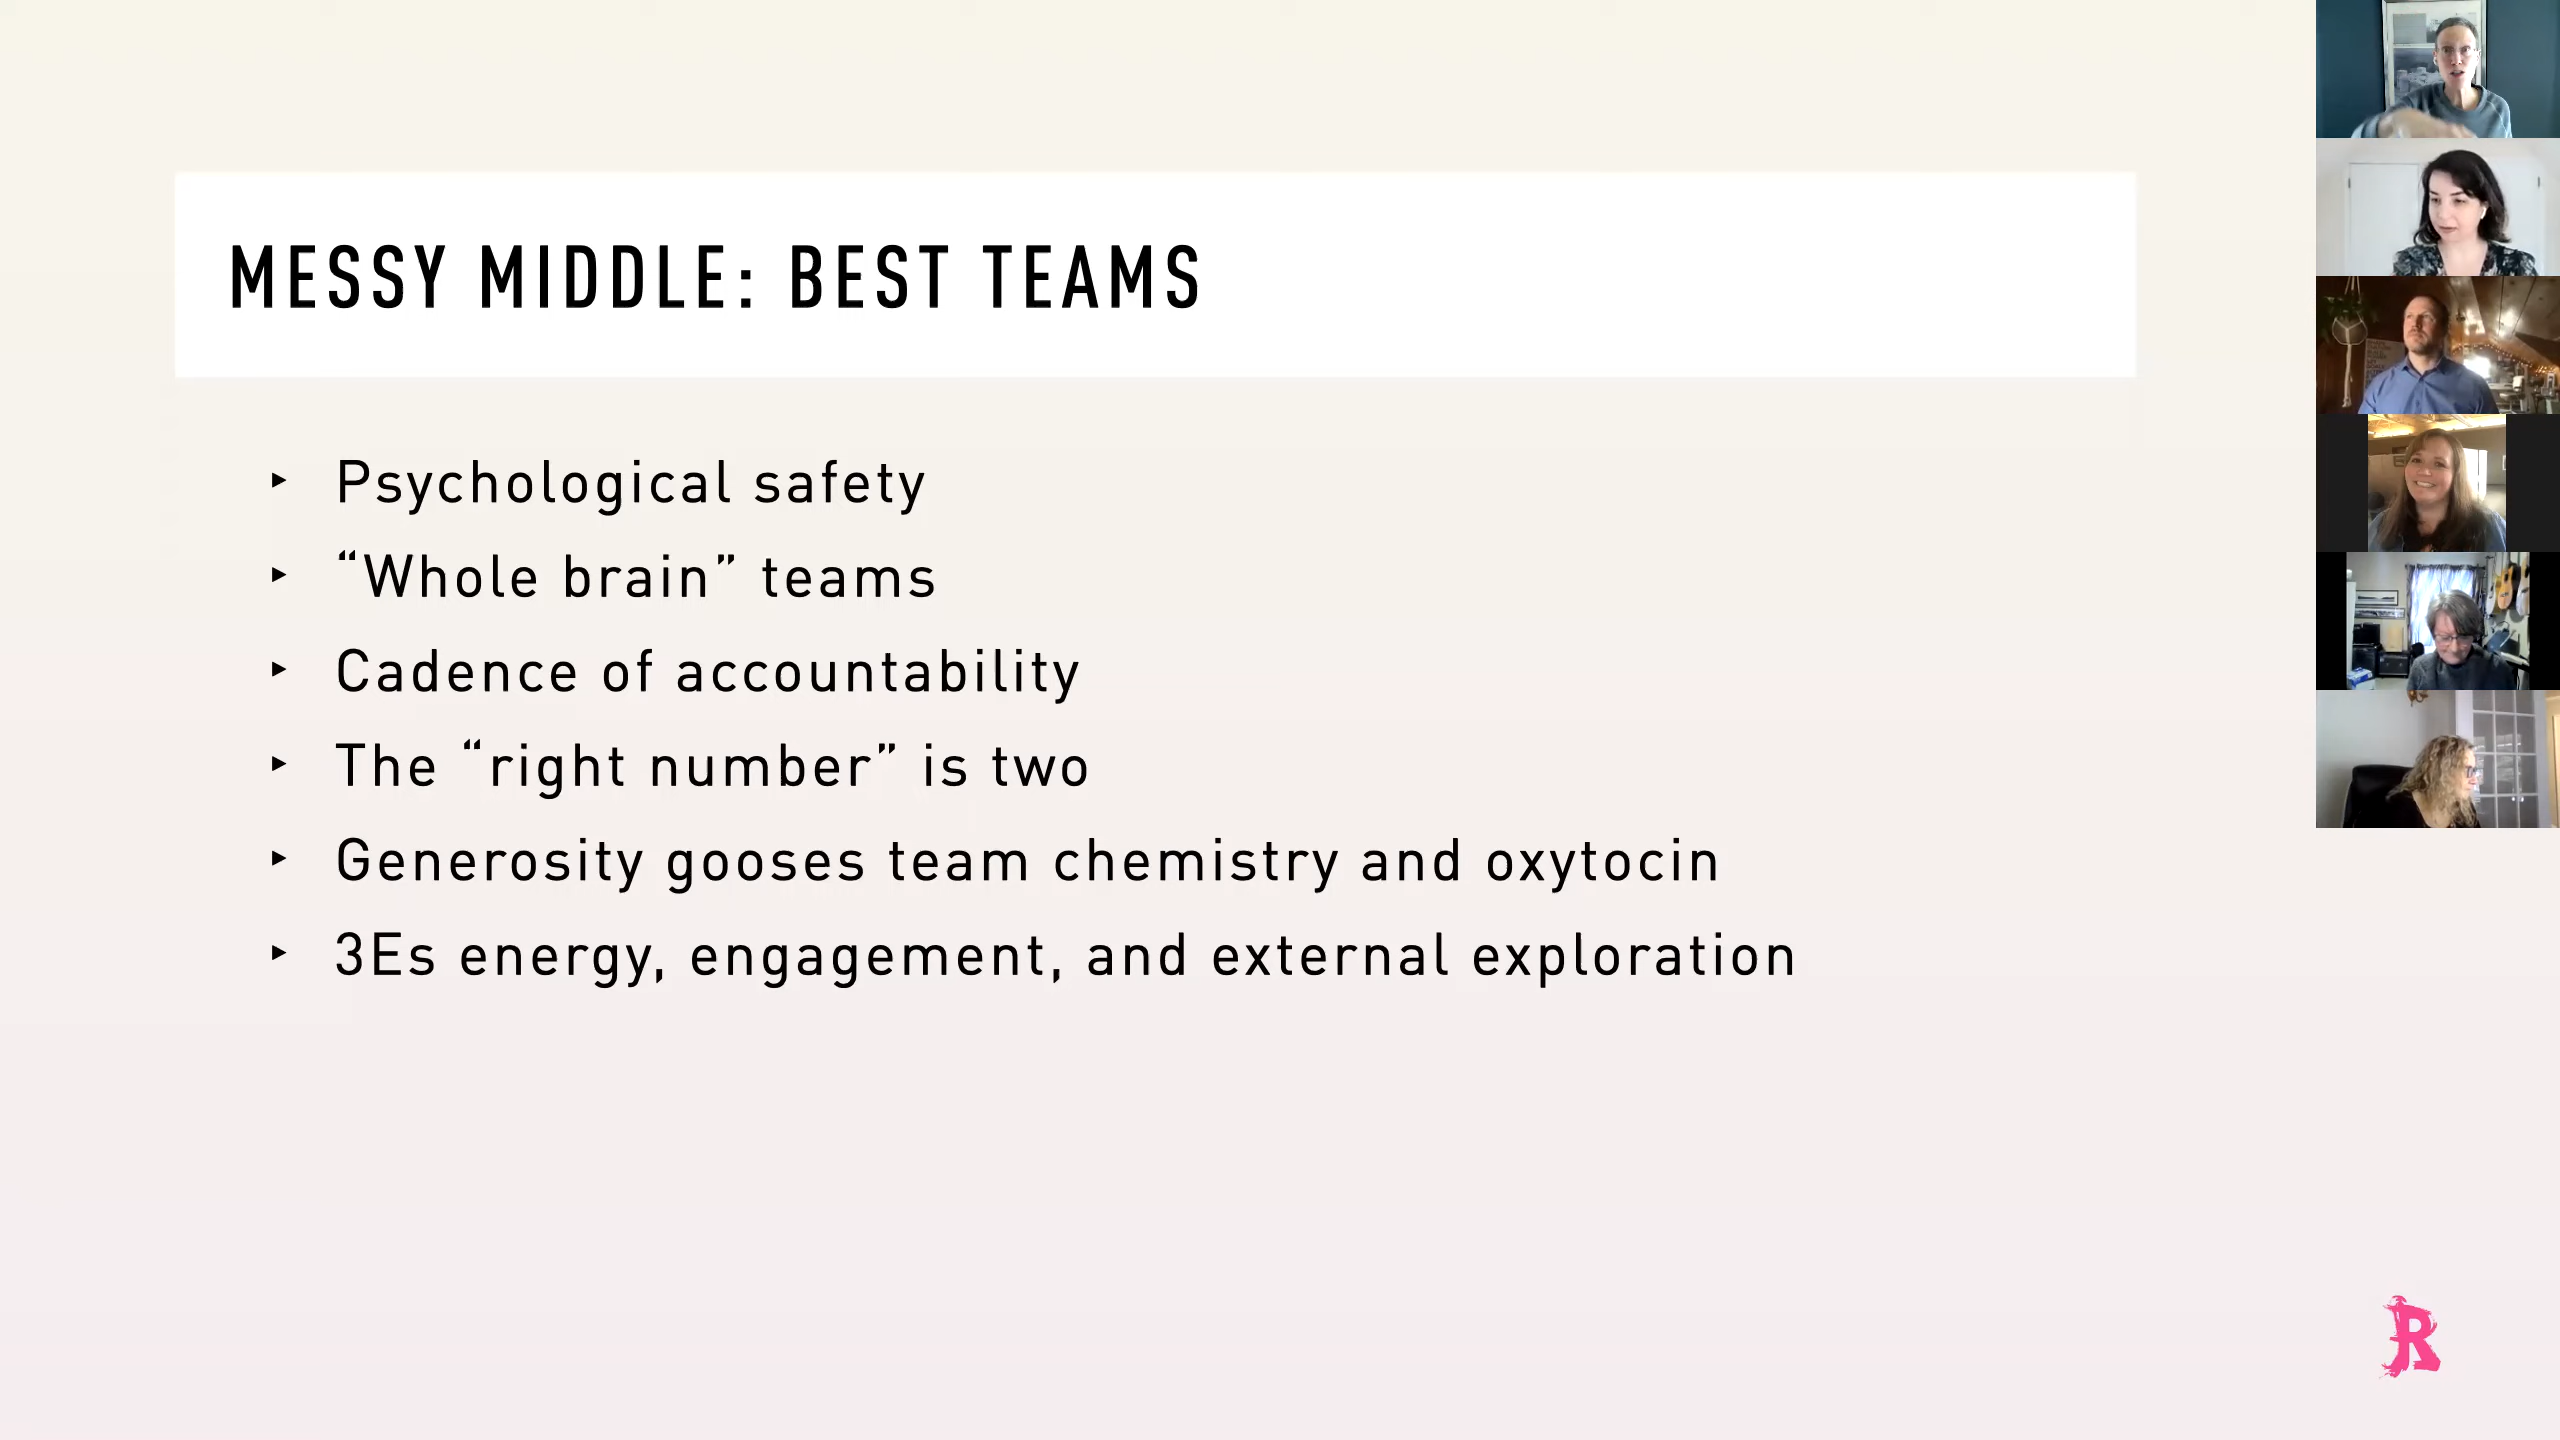 MESSY MIDDLE: BEST TEAMS
‣ Psychological safety
‣ “Whole brain” teams
‣ Cadence of accountability
‣ The “right number” is two
‣ Generosity gooses team chemistry and oxytocin
‣ 3Es energy, engagement, and external exploration
R